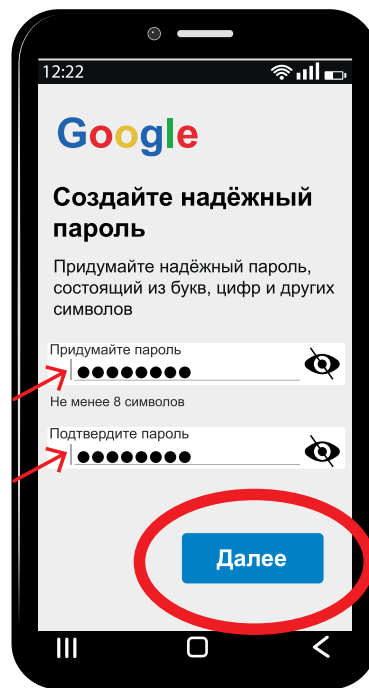 12:22
Google
Создайте надёжный
пароль
Придумайте надёжный пароль,
состоящий из букв, цифр и других
символов
Придумайте пароль
Не менее 8 символов
Подтвердите пароль
Далее